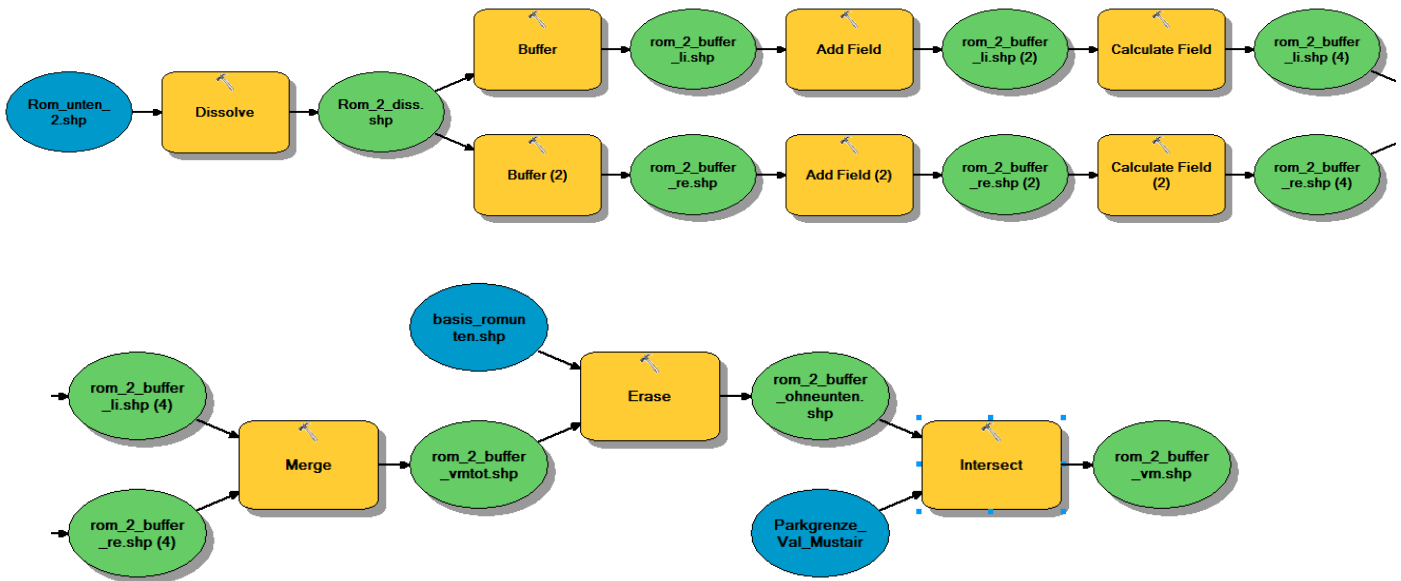 Rom_unten_
2.shp
Dissolve
Rom_2_diss.
shp
Buffer
rom_2_buffer
_li.shp
Add Field
rom_2_buffer
_li.shp (2)
Calculate Field
rom_2_buffer
_li.shp (4)
Buffer (2)
rom_2_buffer
_re.shp
Add Field (2)
rom_2_buffer
_re.shp (2)
Calculate Field
(2)
rom_2_buffer
_re.shp (4)
rom_2_buffer
_li.shp (4)
rom_2_buffer
_re.shp (4)
Merge
basis_romun
ten.shp
rom_2_buffer
_vmtot.shp
Erase
rom_2_buffer
_ohneunten.
shp
Parkgrenze_
Val_Mustair
Intersect
rom_2_buffer
_vm.shp